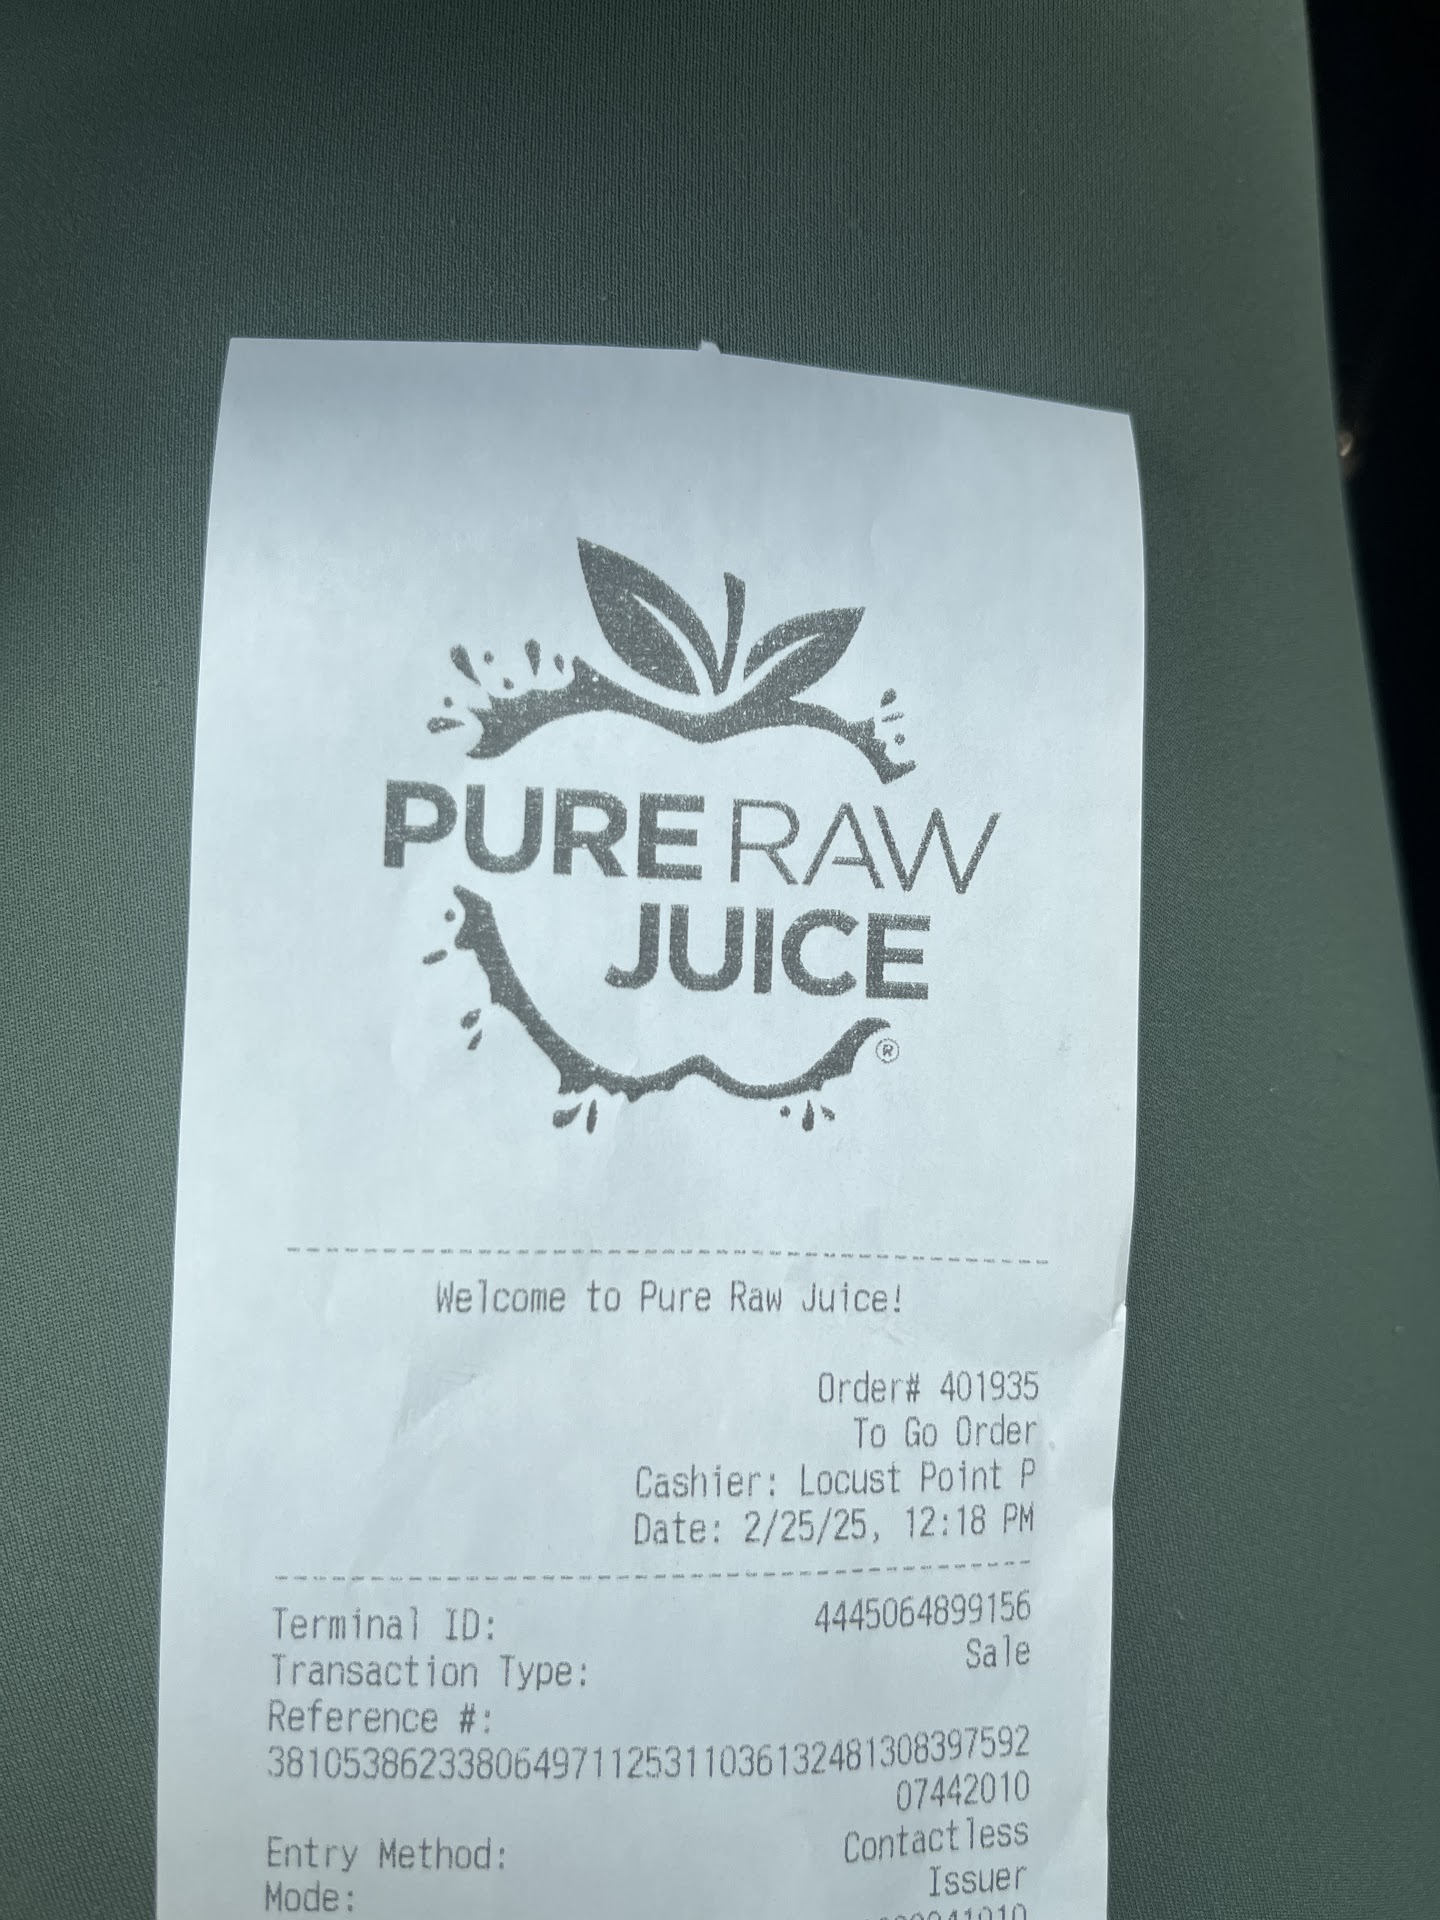 PURE RAW
JUICE
®
Welcome to Pure Raw Juice!
Order# 401935
To Go Order
Cashier: Locust Point P
Date: 2/25/25, 12:18 PM
Terminal ID: 4445064899156
Transaction Type: Sale
Reference #:
381053862338064971125311036132481308397592
07442010
Entry Method: Contactless
Mode: Issuer